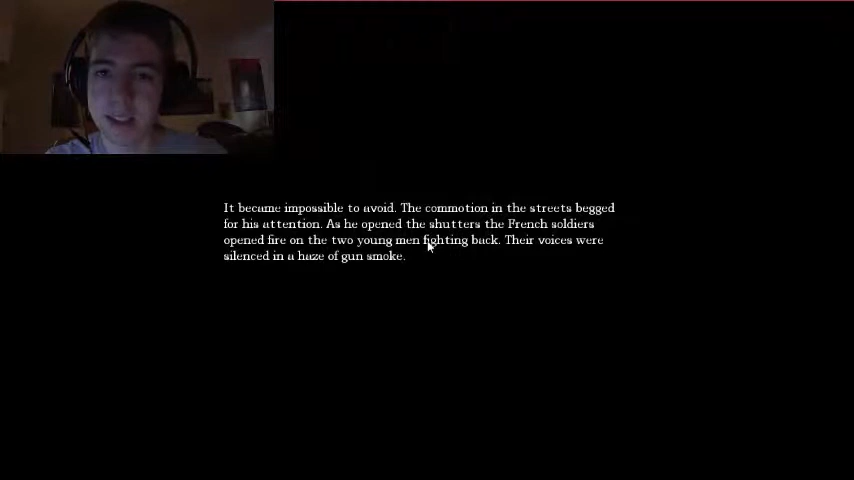 It became impossible to avoid. The commotion in the streets begged
for his attention. As he opened the shutters the French soldiers
opened fire on the two young men fighting back. Their voices were
silenced in a haze of gun smoke.